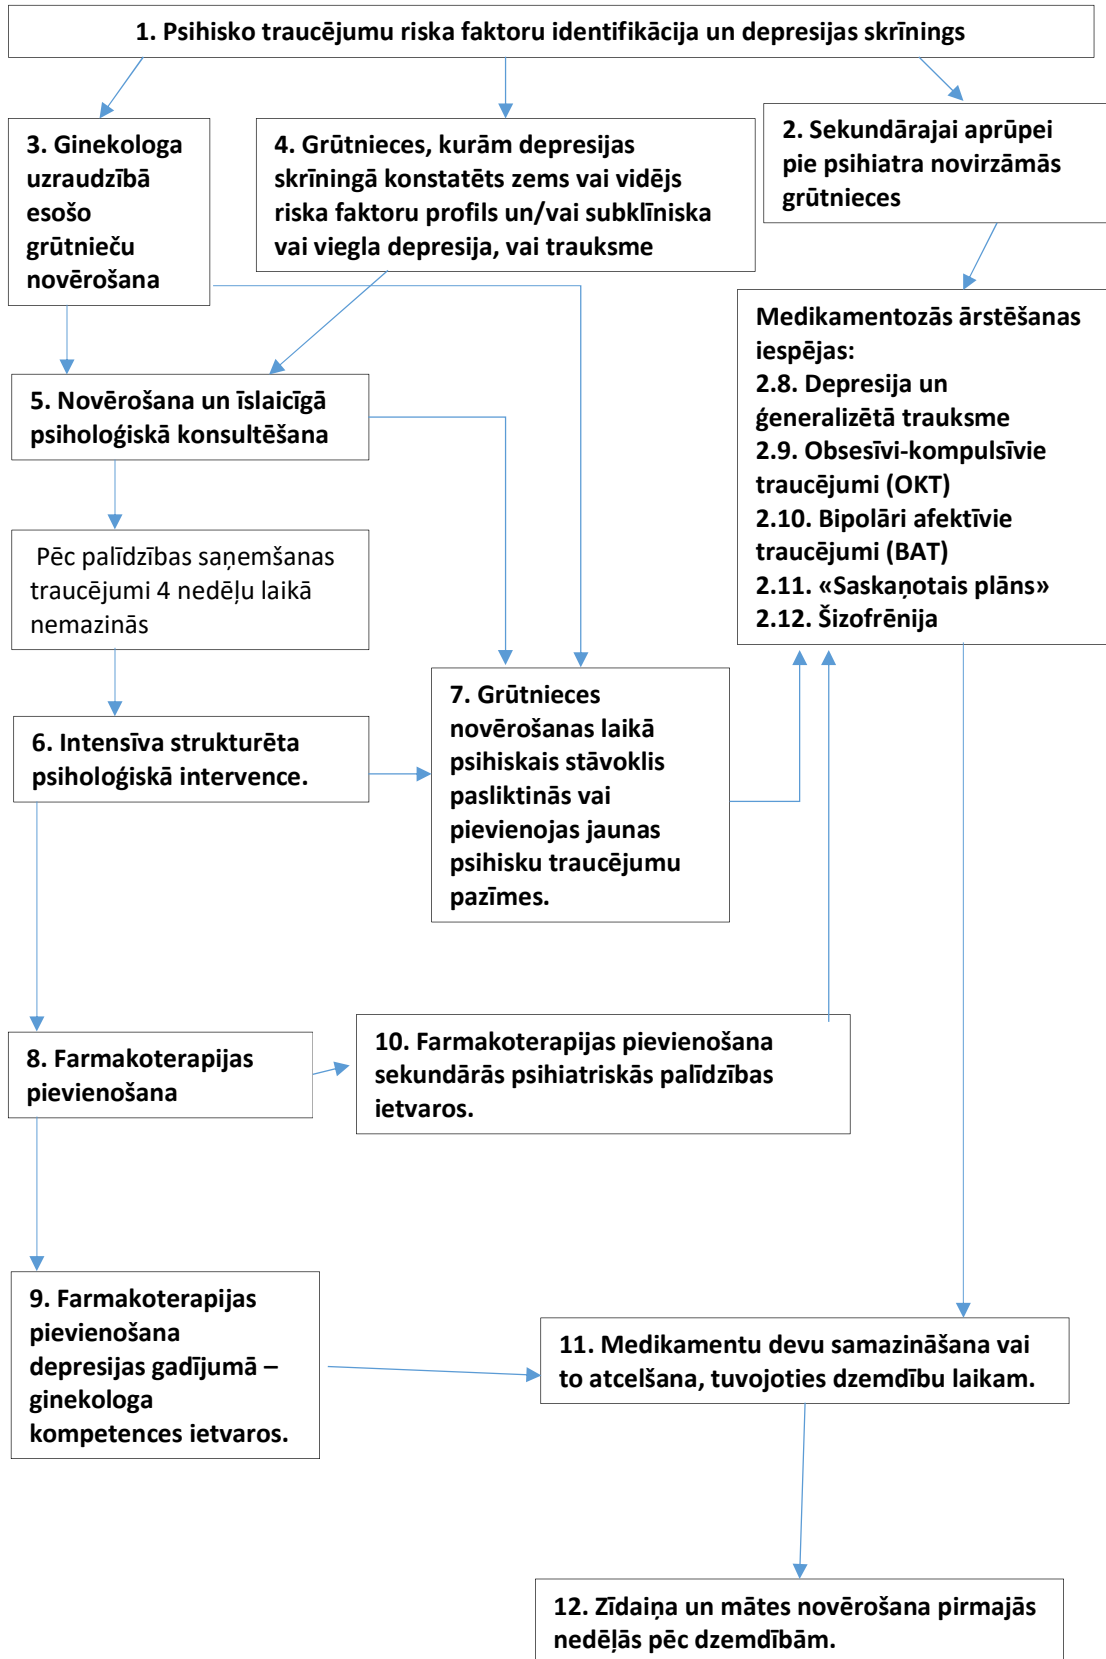 1. Psihisko traucējumu riska faktoru identifikācija un depresijas skrīnings
3. Ginekologa
uzraudzībā
esošo
grūtnieču
novērošana
4. Grūtnieces, kurām depresijas
skrīningā konstatēts zems vai vidējs
riska faktoru profils un/vai subklīniska
vai viegla depresija, vai trauksme
2. Sekundārajai aprūpei
pie psihiatra novirzāmās
grūtnieces
Medikamentozās ārstēšanas
iespējas:
2.8. Depresija un
ģeneralizētā trauksme
2.9. Obsesīvi-kompulsīvie
traucējumi (OKT)
2.10. Bipolāri afektīvie
traucējumi (BAT)
2.11. «Saskaņotais plāns»
2.12. Šizofrēnija
5. Novērošana un īslaicīgā
psiholoģiskā konsultēšana
Pēc palīdzības saņemšanas
traucējumi 4 nedēļu laikā
nemazinās
6. Intensīva strukturēta
psiholoģiskā intervence.
7. Grūtnieces
novērošanas laikā
psihiskais stāvoklis
pasliktinās vai
pievienojas jaunas
psihisku traucējumu
pazīmes.
8. Farmakoterapijas
pievienošana
10. Farmakoterapijas pievienošana
sekundārās psihiatriskās palīdzības
ietvaros.
9. Farmakoterapijas
pievienošana
depresijas gadījumā –
ginekologa
kompetences ietvaros.
11. Medikamentu devu samazināšana vai
to atcelšana, tuvojoties dzemdību laikam.
12. Zīdaiņa un mātes novērošana pirmajās
nedēļās pēc dzemdībām.